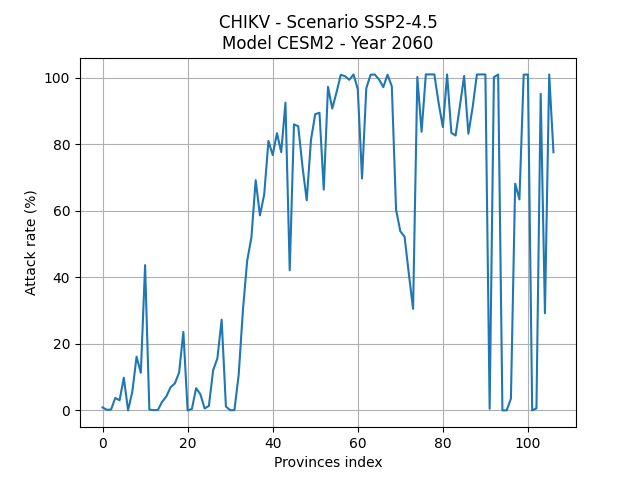 CHIKV - Scenario SSP2-4.5
Model CESM2 - Year 2060
Attack rate (%)
100
80
60
40
20
0
0 20 40 60 80 100
Provinces index